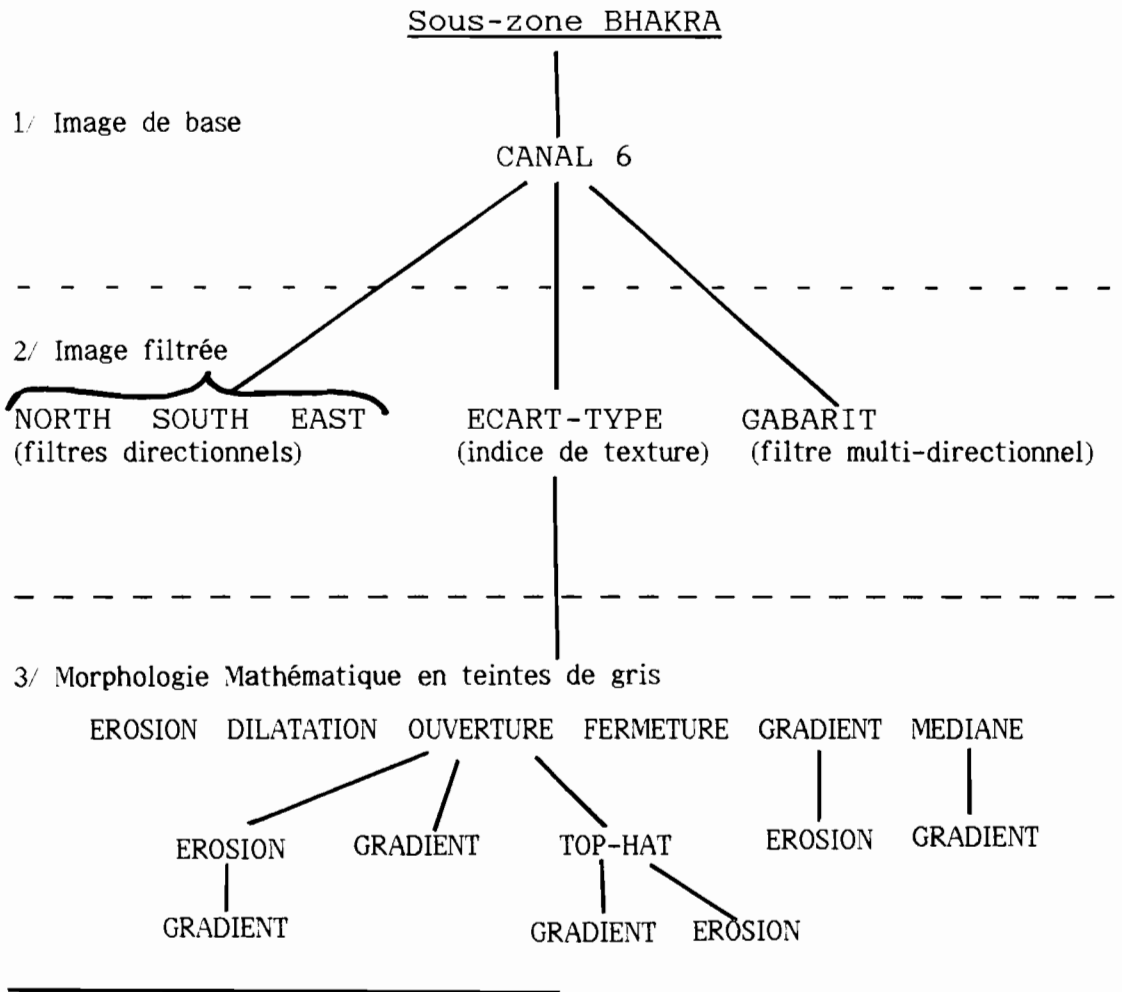 Sous-zone BHAKRA
1/ Image de base
CANAL 6
2/ Image filtrée
NORTH SOUTH EAST ECART-TYPE GABARIT
(filtres directionnels) (indice de texture) (filtre multi-directionnel)
3/ Morphologie Mathématique en teintes de gris
EROSION DILATATION OUVERTURE FERMETURE GRADIENT MEDIANE
EROSION GRADIENT TOP-HAT EROSION GRADIENT
GRADIENT GRADIENT EROSION